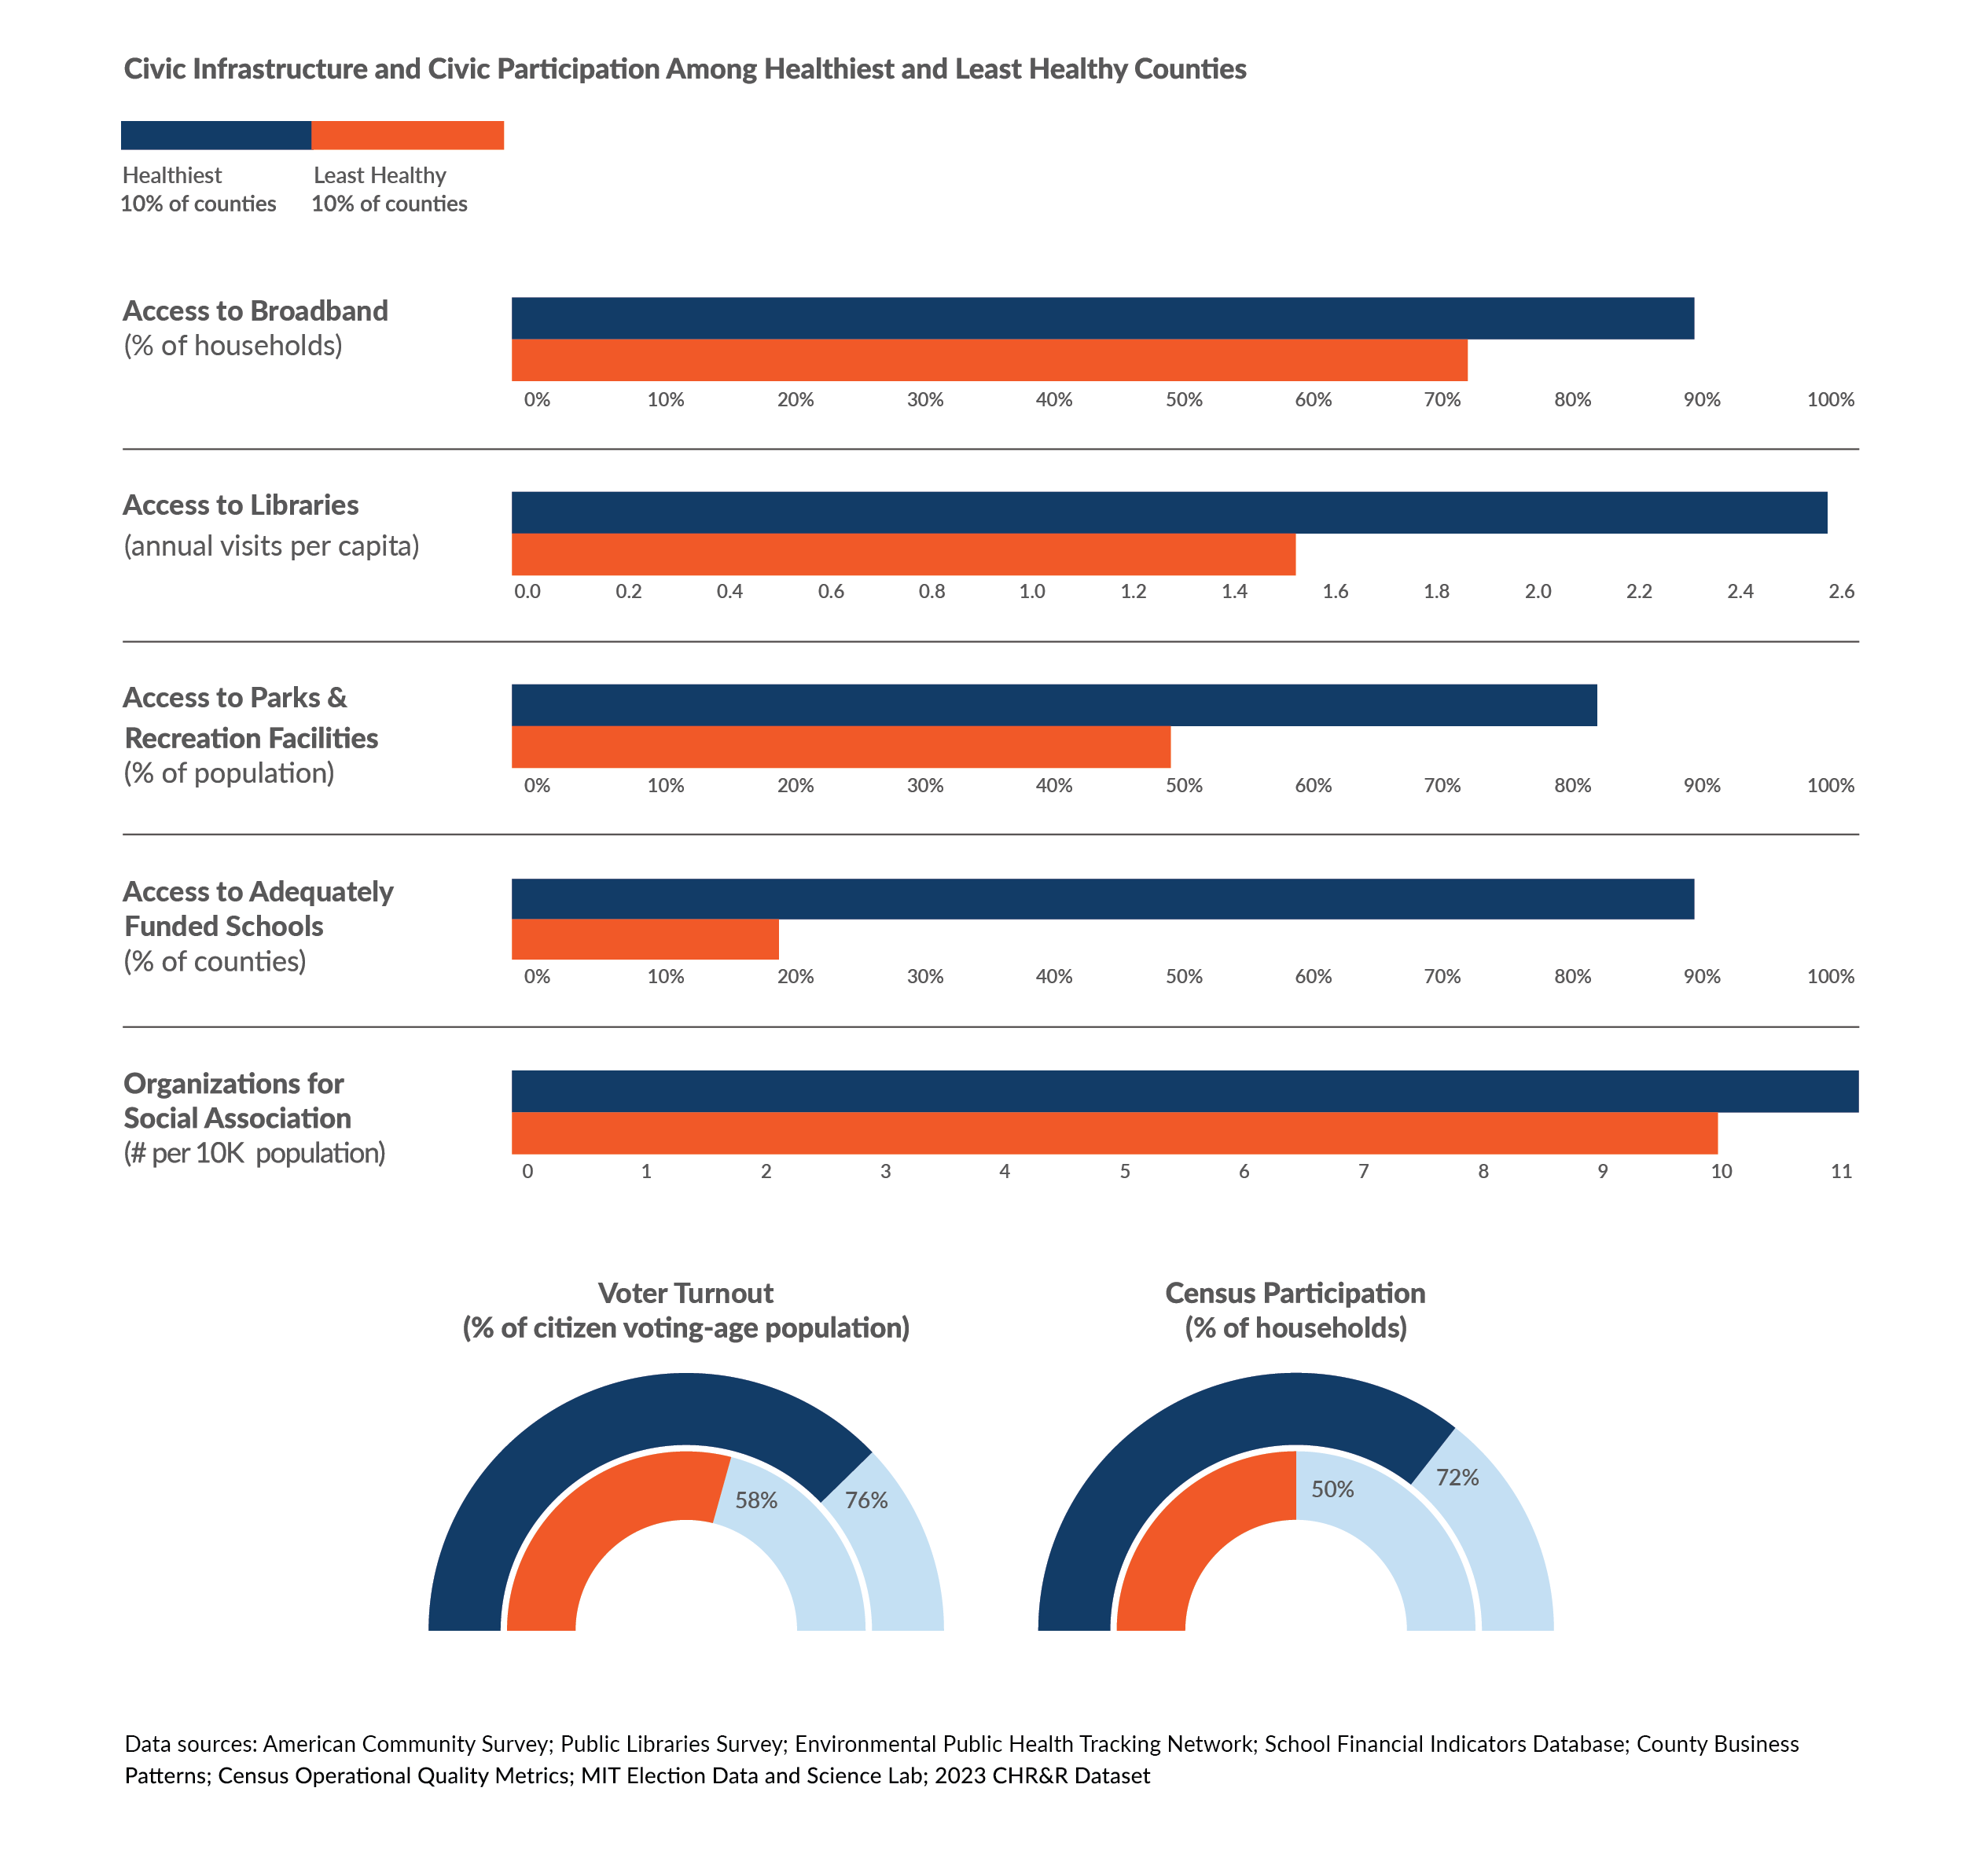 Civic Infrastructure and Civic Participation Among Healthiest and Least Healthy Counties
Healthiest
10% of counties
Least Healthy
10% of counties
Access to Broadband
(% of households)
0% 10% 20% 30% 40% 50% 60% 70% 80% 90% 100%
Access to Libraries
(annual visits per capita)
0.0 0.2 0.4 0.6 0.8 1.0 1.2 1.4 1.6 1.8 2.0 2.2 2.4 2.6
Access to Parks &
Recreation Facilities
(% of population)
0% 10% 20% 30% 40% 50% 60% 70% 80% 90% 100%
Access to Adequately
Funded Schools
(% of counties)
0% 10% 20% 30% 40% 50% 60% 70% 80% 90% 100%
Organizations for
Social Association
(# per 10K population)
0 1 2 3 4 5 6 7 8 9 10 11
Voter Turnout
(% of citizen voting-age population)
58% 76%
Census Participation
(% of households)
50% 72%
Data sources: American Community Survey; Public Libraries Survey; Environmental Public Health Tracking Network; School Financial Indicators Database; County Business
Patterns; Census Operational Quality Metrics; MIT Election Data and Science Lab; 2023 CHR&R Dataset